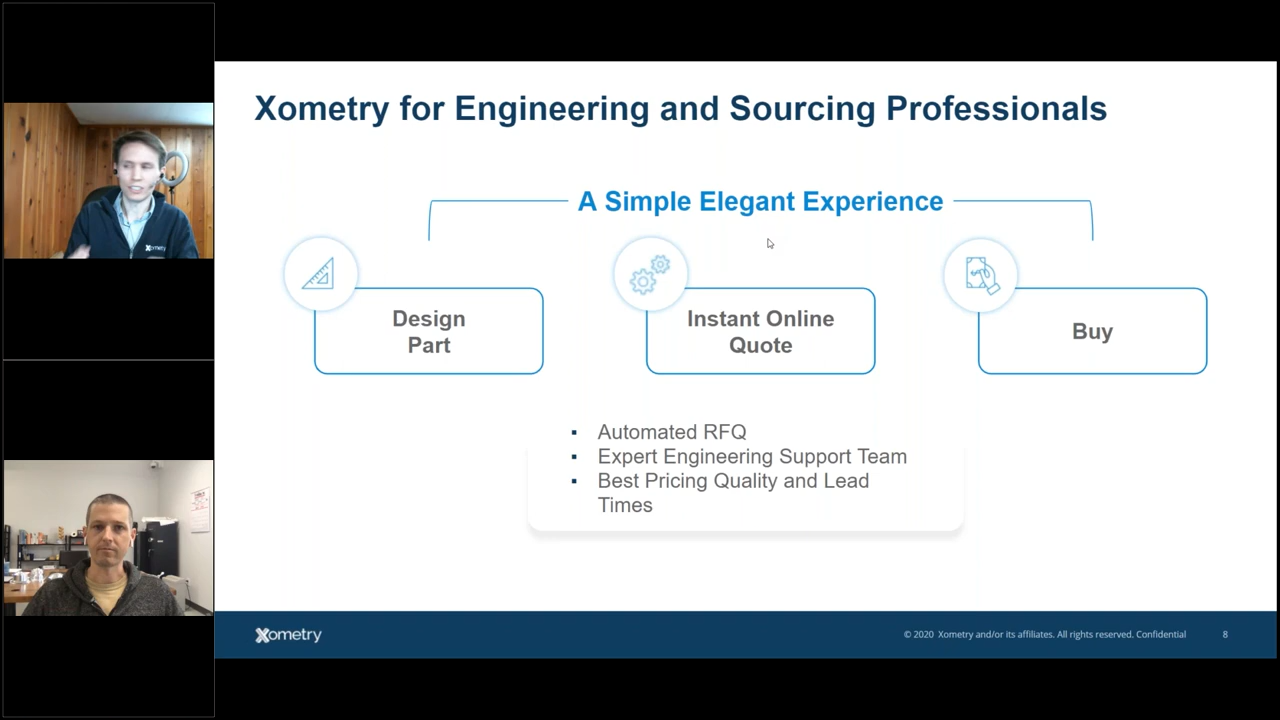 Xometry for Engineering and Sourcing Professionals
A Simple Elegant Experience
Design
Part
Instant Online
Quote
Buy
▪ Automated RFQ
▪ Expert Engineering Support Team
▪ Best Pricing Quality and Lead
Times
Xometry
© 2020 Xometry and/or its affiliates. All rights reserved. Confidential
8
Xometry